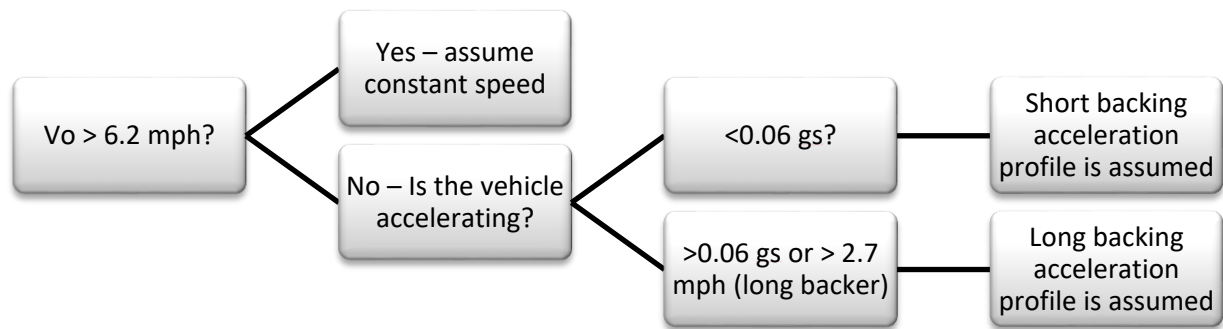 Vo > 6.2 mph?
Yes – assume
constant speed
No – Is the vehicle
accelerating?
<0.06 gs?
>0.06 gs or > 2.7
mph (long backer)
Short backing
acceleration
profile is assumed
Long backing
acceleration
profile is assumed